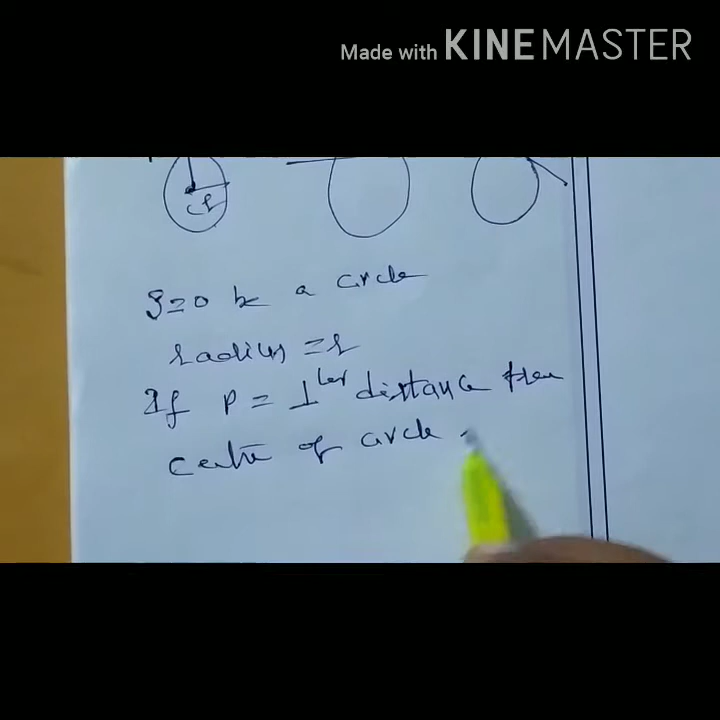 Made with KINEMASTER
c r
S=0 be a circle
radius = r
If p = ⊥ler distance from
centre of circle